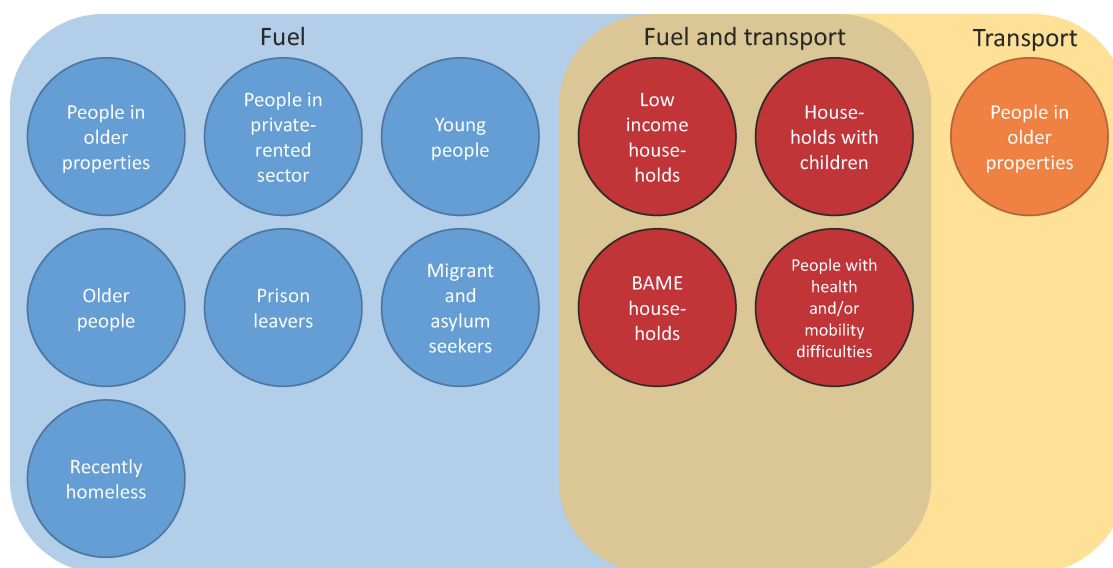 Fuel
Fuel and transport
Transport
People in
older
properties
People in
private-
rented
sector
Young
people
Low
income
house-
holds
House-
holds with
children
People in
older
properties
Older
people
Prison
leavers
Migrant
and
asylum
seekers
BAME
house-
holds
People with
health
and/or
mobility
difficulties
Recently
homeless